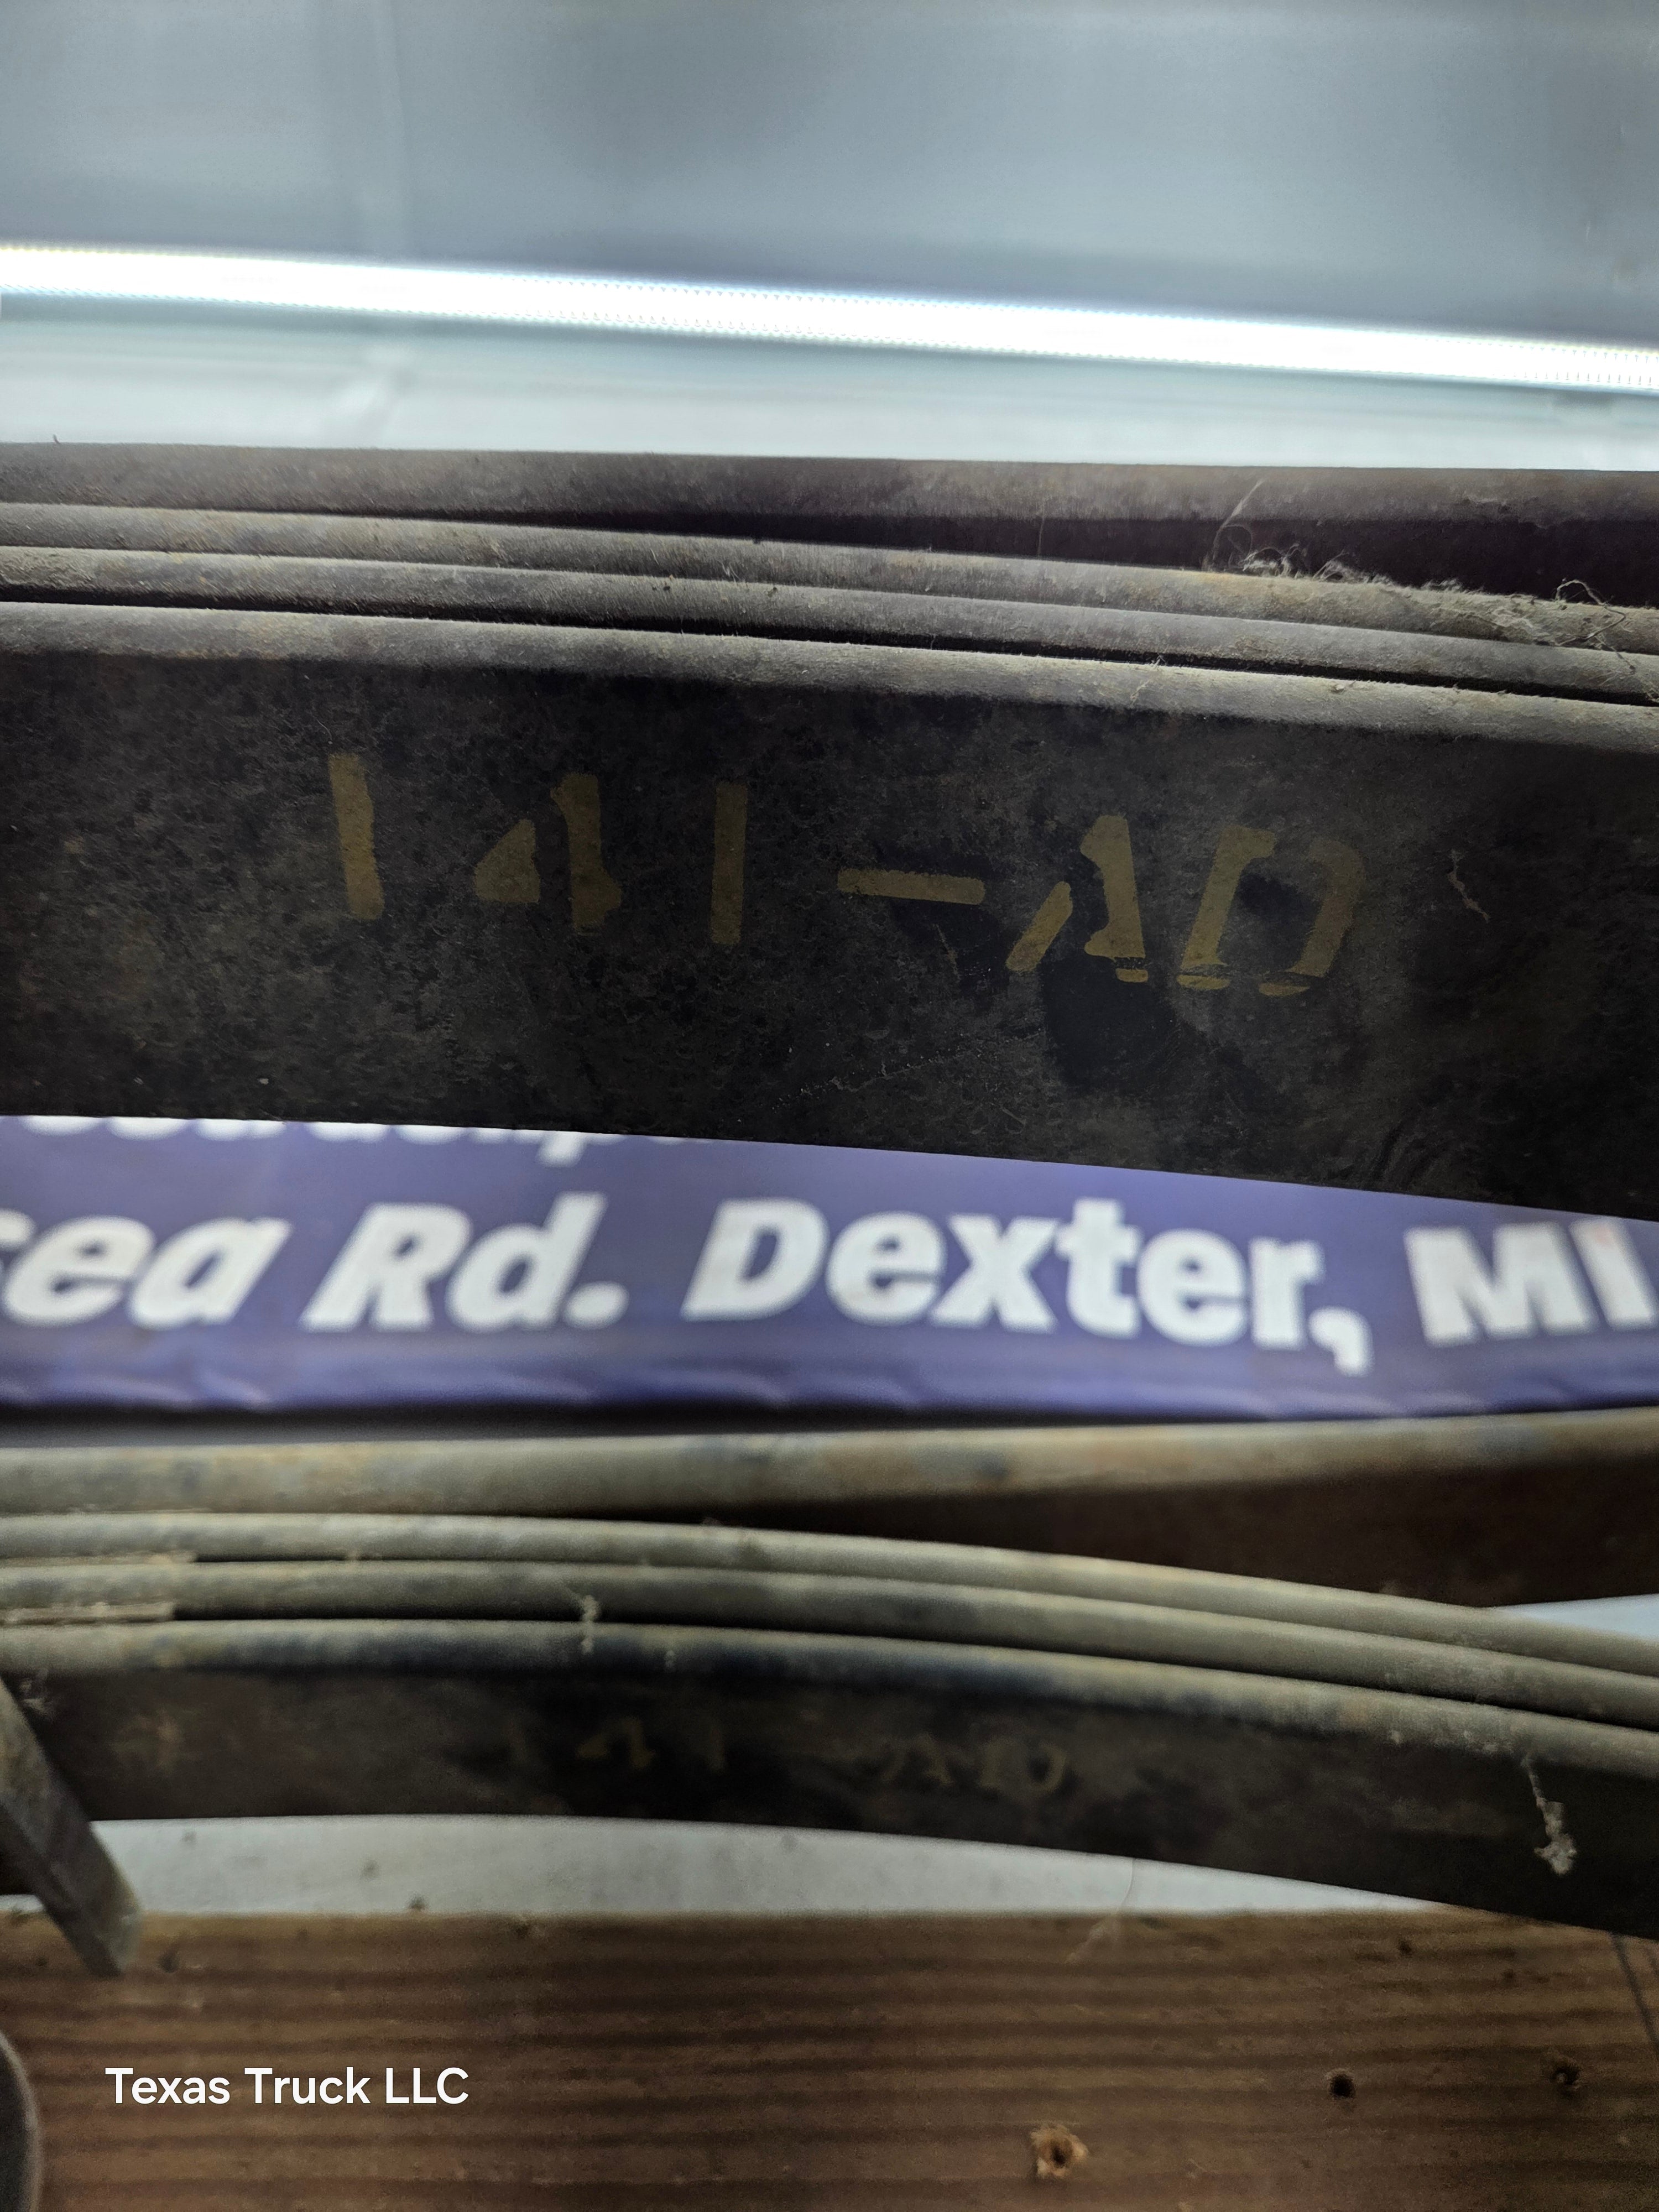 141-AD
sea Rd. Dexter, MI
141-AD
Texas Truck LLC